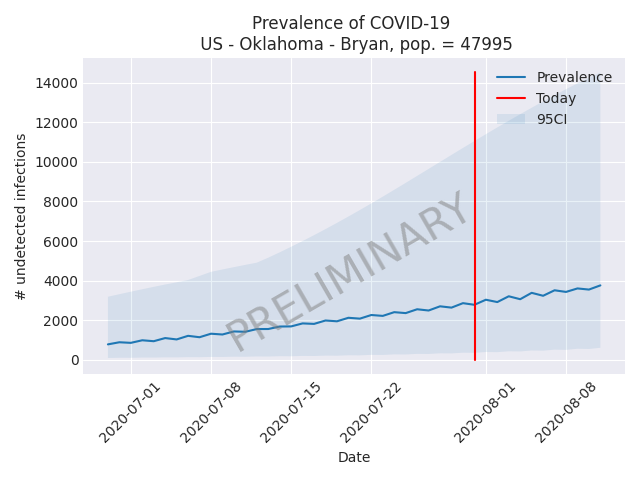 Prevalence of COVID-19
US - Oklahoma - Bryan, pop. = 47995
14000
12000
10000
8000
6000
4000
2000
0
# undetected infections
Prevalence
Today
95CI
PRELIMINARY
2020-07-01
2020-07-08
2020-07-15
2020-07-22
2020-08-01
2020-08-08
Date